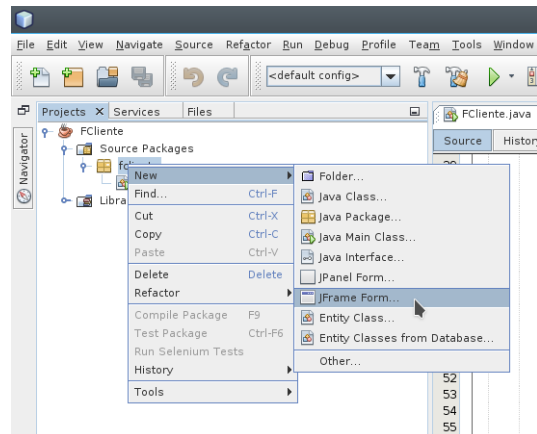 File Edit View Navigate Source Refactor Run Debug Profile Team Tools Window
<default config>
Projects X Services Files
FCliente.java
FCliente
Source History
Source Packages
Navigator
New
Find... Ctrl-F
Cut Ctrl-X
Copy Ctrl-C
Paste Ctrl-V
Delete Delete
Refactor
Compile Package F9
Test Package Ctrl-F6
Run Selenium Tests
History
Tools
Folder...
Java Class...
Java Package...
Java Main Class...
Java Interface...
JPanel Form...
JFrame Form...
Entity Class...
Entity Classes from Database...
Other...
52
53
54
55